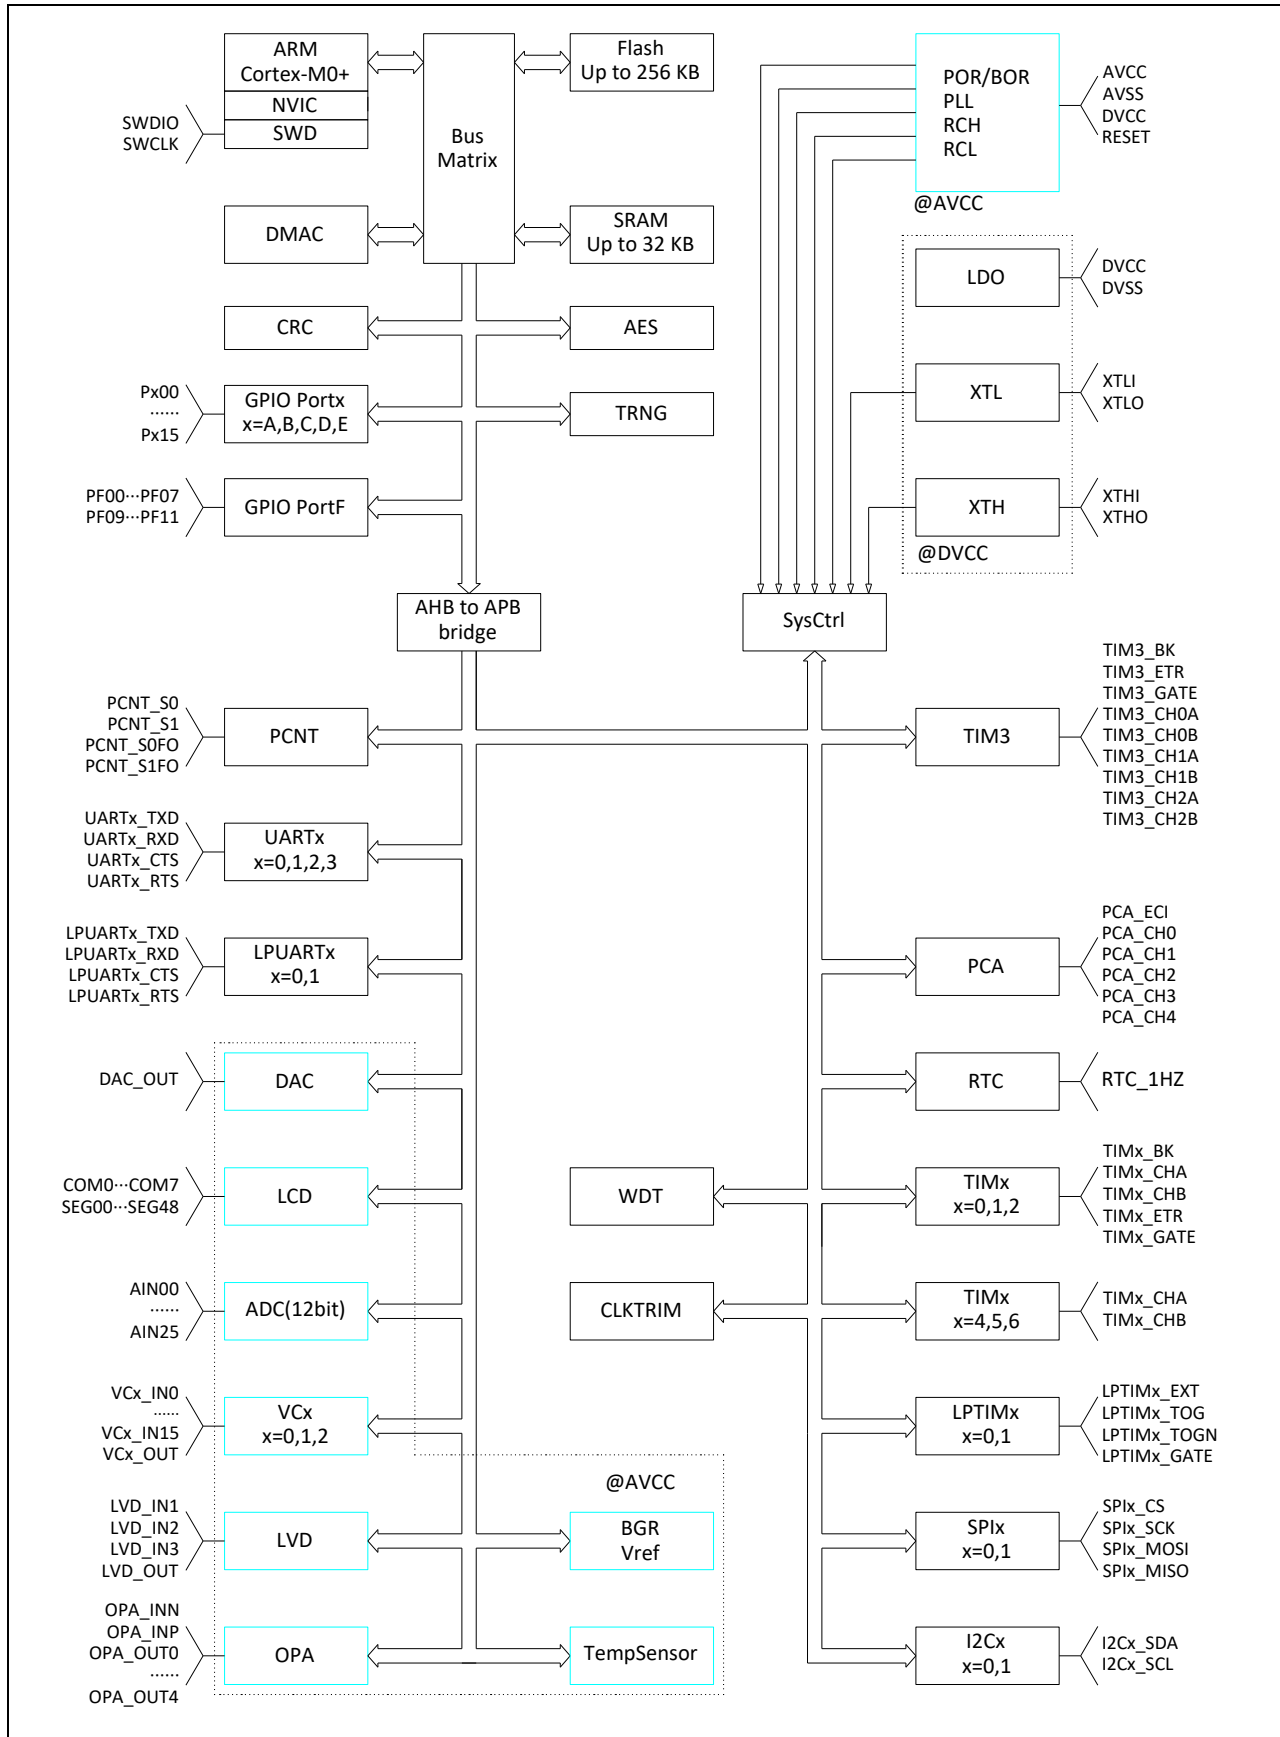 ARM
Cortex-M0+
NVIC
SWD
SWDIO
SWCLK
Bus
Matrix
Flash
Up to 256 KB
DMAC
SRAM
Up to 32 KB
CRC
AES
Px00
······
Px15
GPIO Portx
x=A,B,C,D,E
TRNG
PF00···PF07
PF09···PF11
GPIO PortF
POR/BOR
PLL
RCH
RCL
@AVCC
AVCC
AVSS
DVCC
RESET
LDO
DVCC
DVSS
XTL
XTLI
XTLO
XTH
XTHI
XTHO
@DVCC
AHB to APB
bridge
SysCtrl
PCNT_S0
PCNT_S1
PCNT_S0FO
PCNT_S1FO
PCNT
TIM3
TIM3_BK
TIM3_ETR
TIM3_GATE
TIM3_CH0A
TIM3_CH0B
TIM3_CH1A
TIM3_CH1B
TIM3_CH2A
TIM3_CH2B
UARTx_TXD
UARTx_RXD
UARTx_CTS
UARTx_RTS
UARTx
x=0,1,2,3
LPUARTx_TXD
LPUARTx_RXD
LPUARTx_CTS
LPUARTx_RTS
LPUARTx
x=0,1
PCA
PCA_ECI
PCA_CH0
PCA_CH1
PCA_CH2
PCA_CH3
PCA_CH4
DAC_OUT
DAC
RTC
RTC_1HZ
COM0···COM7
SEG00···SEG48
LCD
WDT
TIMx
x=0,1,2
TIMx_BK
TIMx_CHA
TIMx_CHB
TIMx_ETR
TIMx_GATE
AIN00
······
AIN25
ADC(12bit)
CLKTRIM
TIMx
x=4,5,6
TIMx_CHA
TIMx_CHB
VCx_IN0
······
VCx_IN15
VCx_OUT
VCx
x=0,1,2
LPTIMx
x=0,1
LPTIMx_EXT
LPTIMx_TOG
LPTIMx_TOGN
LPTIMx_GATE
@AVCC
LVD_IN1
LVD_IN2
LVD_IN3
LVD_OUT
LVD
BGR
Vref
SPIx
x=0,1
SPIx_CS
SPIx_SCK
SPIx_MOSI
SPIx_MISO
OPA_INN
OPA_INP
OPA_OUT0
······
OPA_OUT4
OPA
TempSensor
I2Cx
x=0,1
I2Cx_SDA
I2Cx_SCL